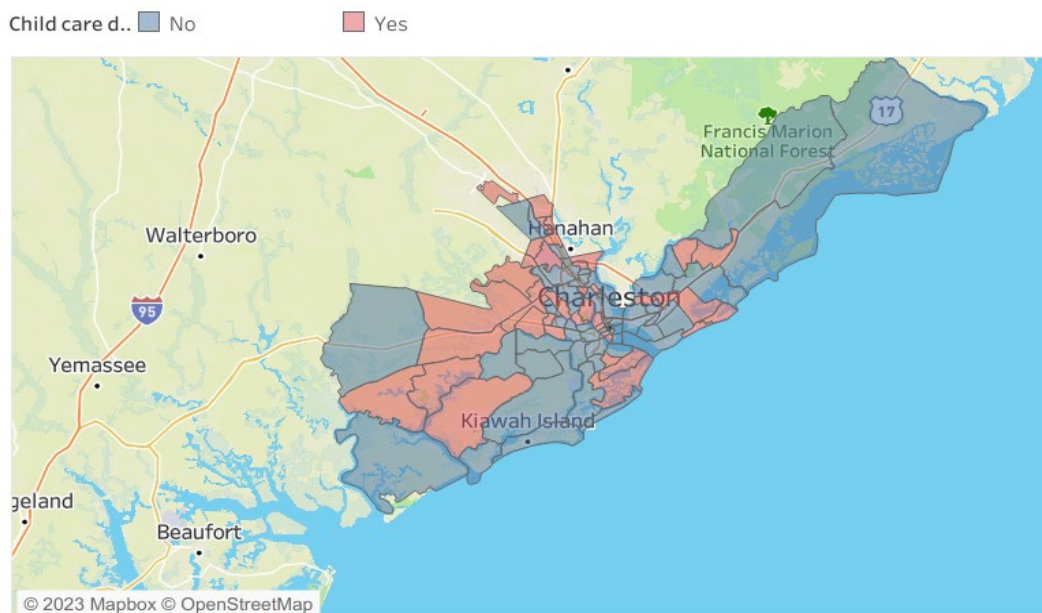 Child care d.. No Yes
17
Francis Marion
National Forest
Hanahan
Walterboro
Charleston
95
Yemassee
Kiawah Island
geland
Beaufort
© 2023 Mapbox © OpenStreetMap